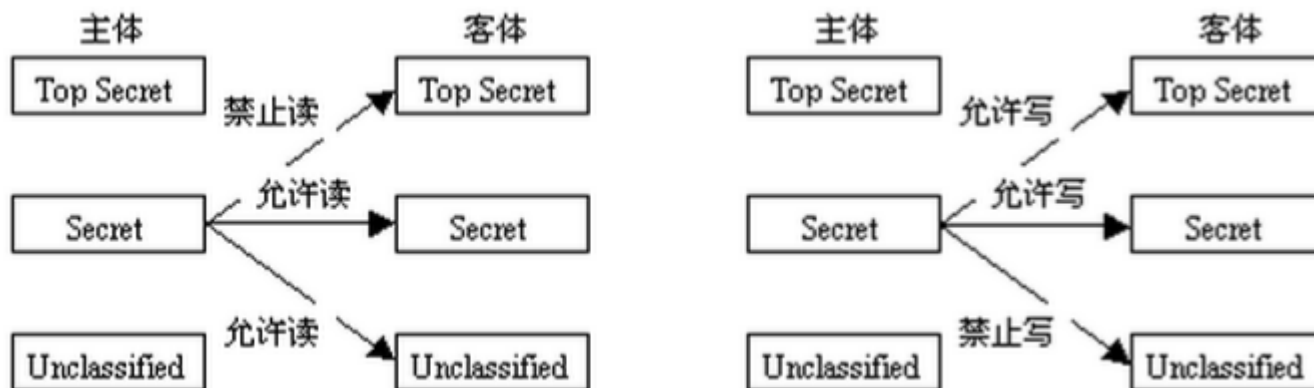 主体 客体 主体 客体
Top Secret Top Secret Top Secret Top Secret
禁止读 允许写
允许读 允许写
Secret Secret Secret Secret
允许读 禁止写
Unclassified Unclassified Unclassified Unclassified